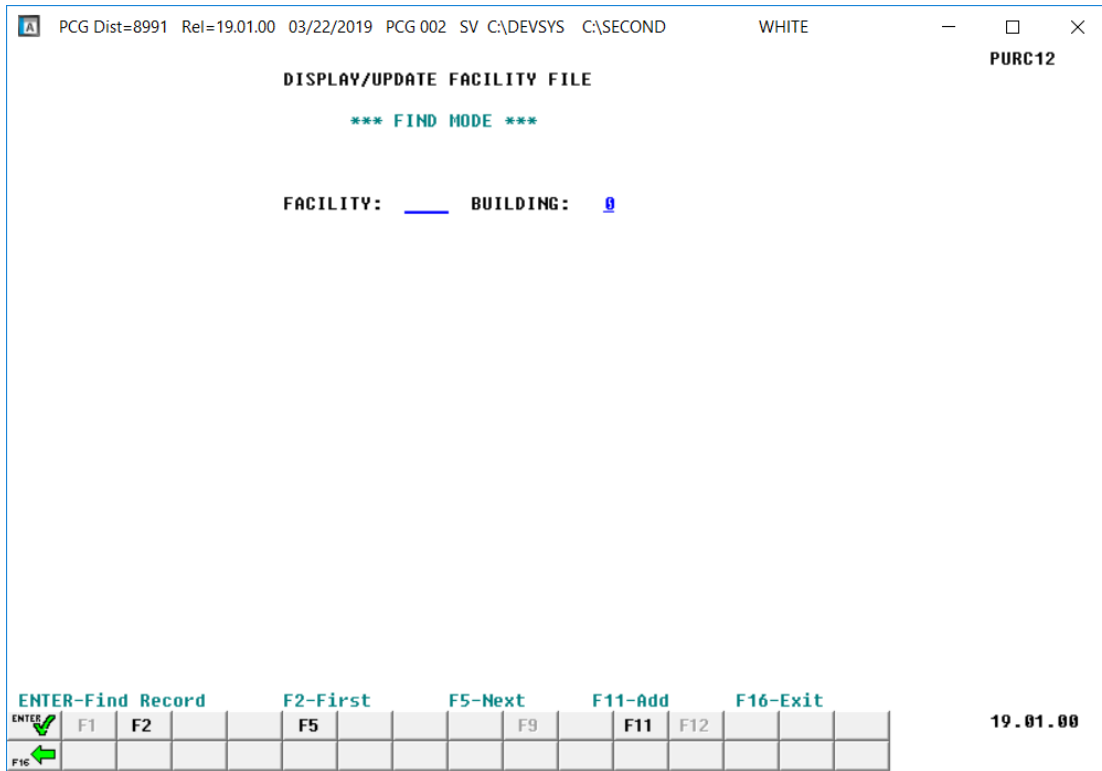 A PCG Dist=8991 Rel=19.01.00 03/22/2019 PCG 002 SV C:\DEVSYS C:\SECOND WHITE
PURC12
DISPLAY/UPDATE FACILITY FILE
*** FIND MODE ***
FACILITY: ____ BUILDING: 0
ENTER-Find Record F2-First F5-Next F11-Add F16-Exit
ENTER F1 F2 F5 F9 F11 F12
19.01.00
F16